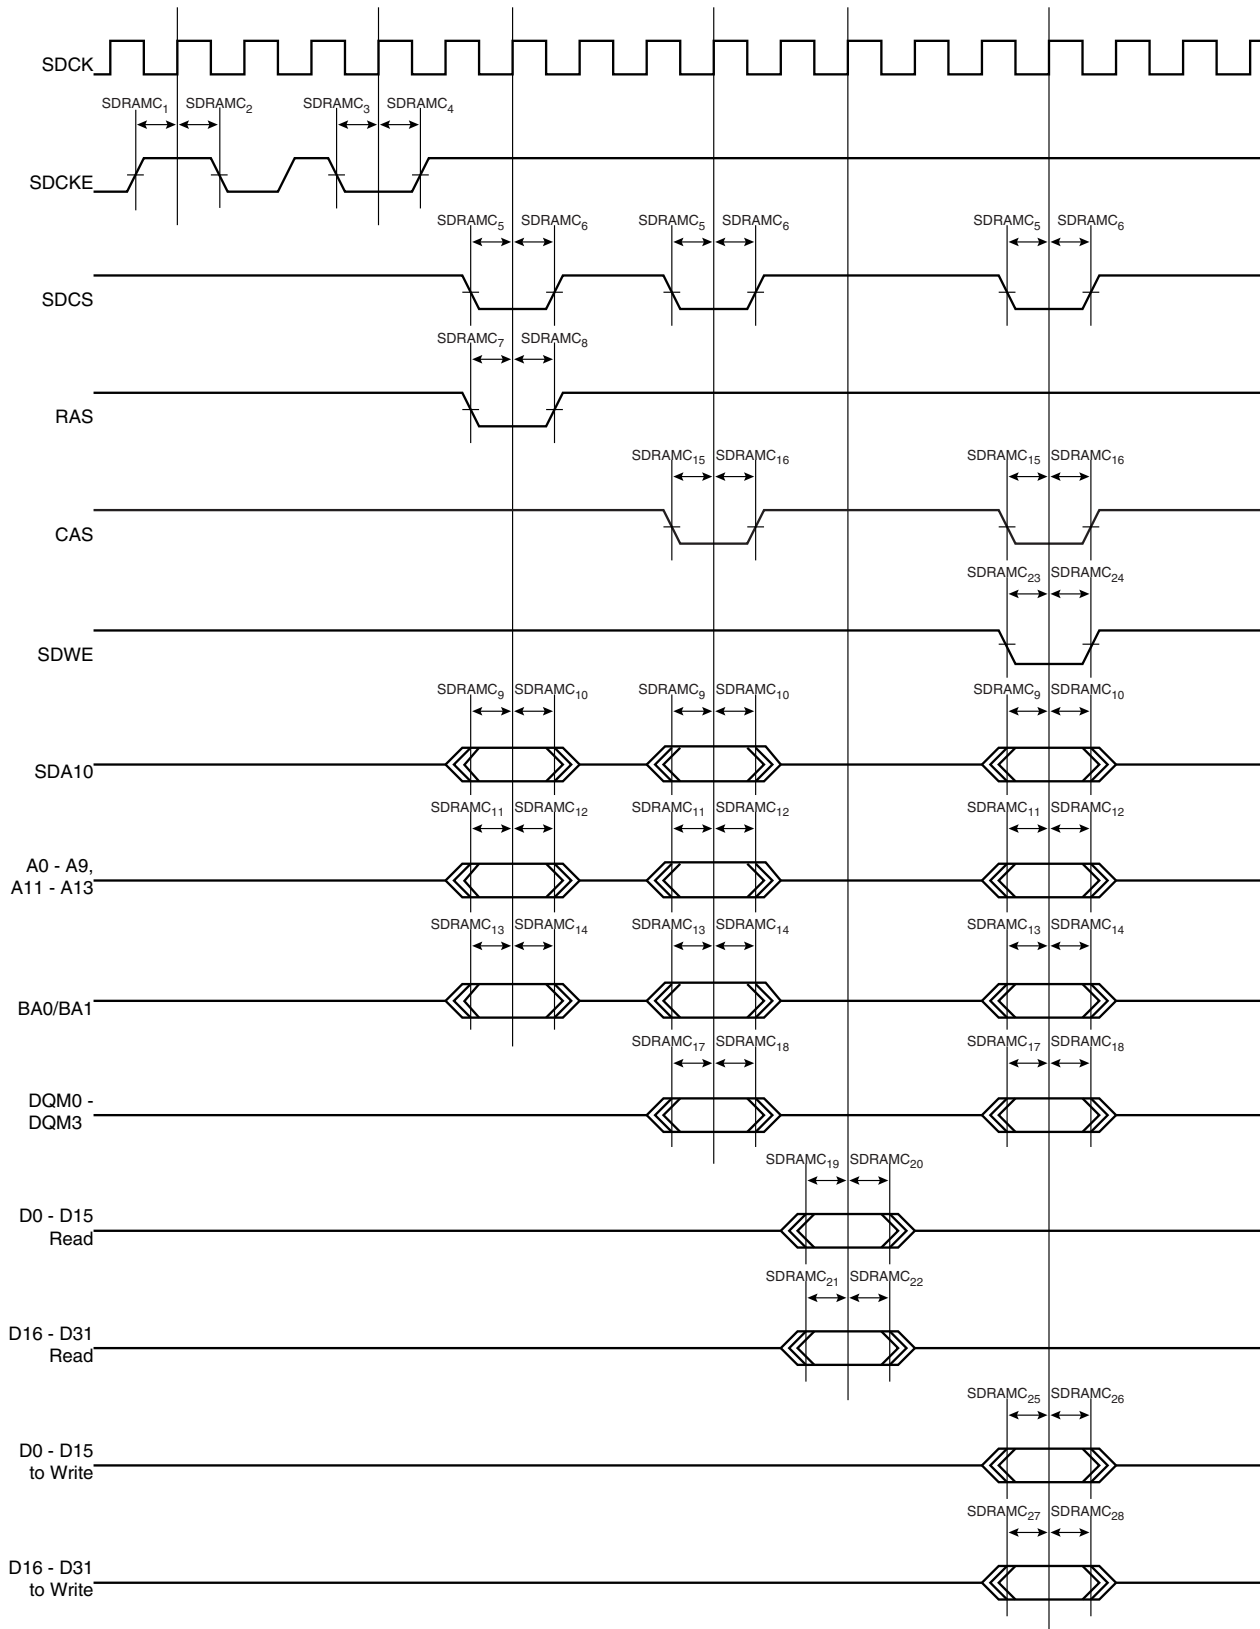 SDCK
SDRAMC1 SDRAMC2 SDRAMC3 SDRAMC4
SDCKE
SDRAMC5 SDRAMC6 SDRAMC5 SDRAMC6 SDRAMC5 SDRAMC6
SDCS
SDRAMC7 SDRAMC8
RAS
SDRAMC15 SDRAMC16 SDRAMC15 SDRAMC16
CAS
SDRAMC23 SDRAMC24
SDWE
SDRAMC9 SDRAMC10 SDRAMC9 SDRAMC10 SDRAMC9 SDRAMC10
SDA10
SDRAMC11 SDRAMC12 SDRAMC11 SDRAMC12 SDRAMC11 SDRAMC12
A0 - A9,
A11 - A13
SDRAMC13 SDRAMC14 SDRAMC13 SDRAMC14 SDRAMC13 SDRAMC14
BA0/BA1
SDRAMC17 SDRAMC18 SDRAMC17 SDRAMC18
DQM0 -
DQM3
SDRAMC19 SDRAMC20
D0 - D15
Read
SDRAMC21 SDRAMC22
D16 - D31
Read
SDRAMC25 SDRAMC26
D0 - D15
to Write
SDRAMC27 SDRAMC28
D16 - D31
to Write